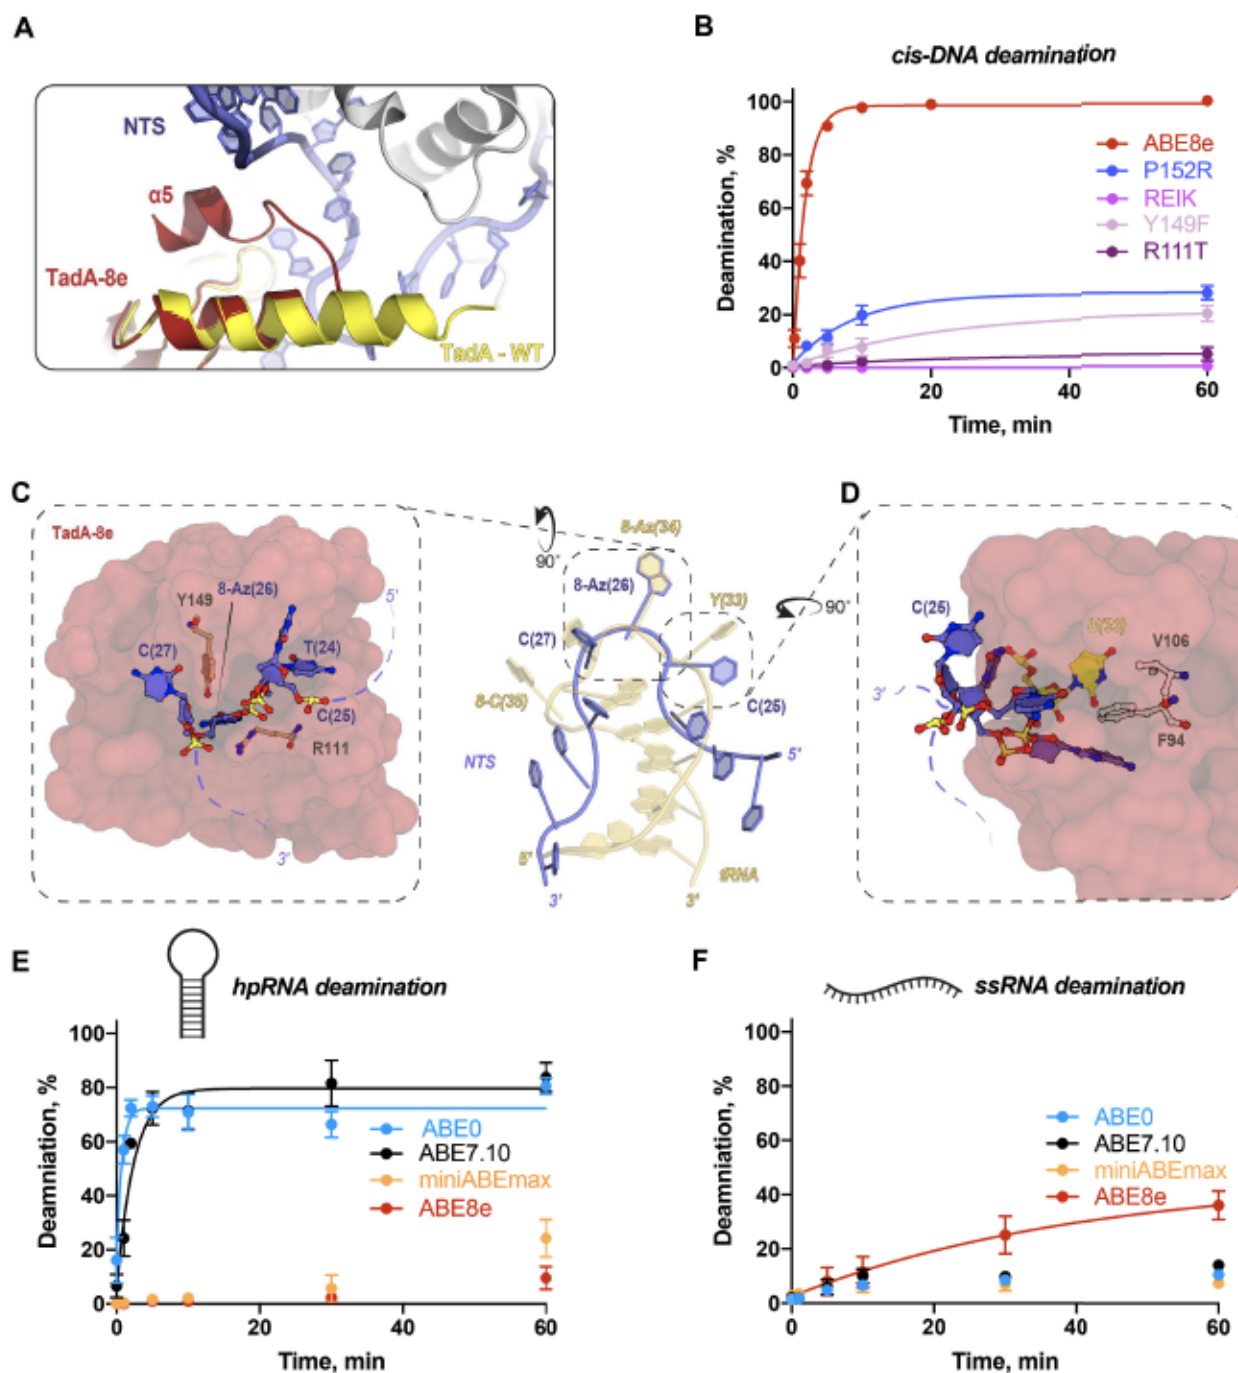 A
NTS
α5
TadA-8e
TadA - WT
B
cis-DNA deamination
Deamination, %
100
80
60
40
20
0
ABE8e
P152R
REIK
Y149F
R111T
0 20 40 60
Time, min
C
TadA-8e
8-Az(26)
Y149
5'
C(27)
T(24)
C(25)
R111
3'
90°
8-Az(34)
8-Az(26)
Y(33)
C(27)
8-C(35)
C(25)
NTS
5'
5'
tRNA
3'
3'
90°
D
C(25)
U(33)
V106
3'
F94
E
hpRNA deamination
Deamniation, %
100
80
60
40
20
0
ABE0
ABE7.10
miniABEmax
ABE8e
0 20 40 60
Time, min
F
ssRNA deamination
Deamniation, %
100
80
60
40
20
0
ABE0
ABE7.10
miniABEmax
ABE8e
0 20 40 60
Time, min